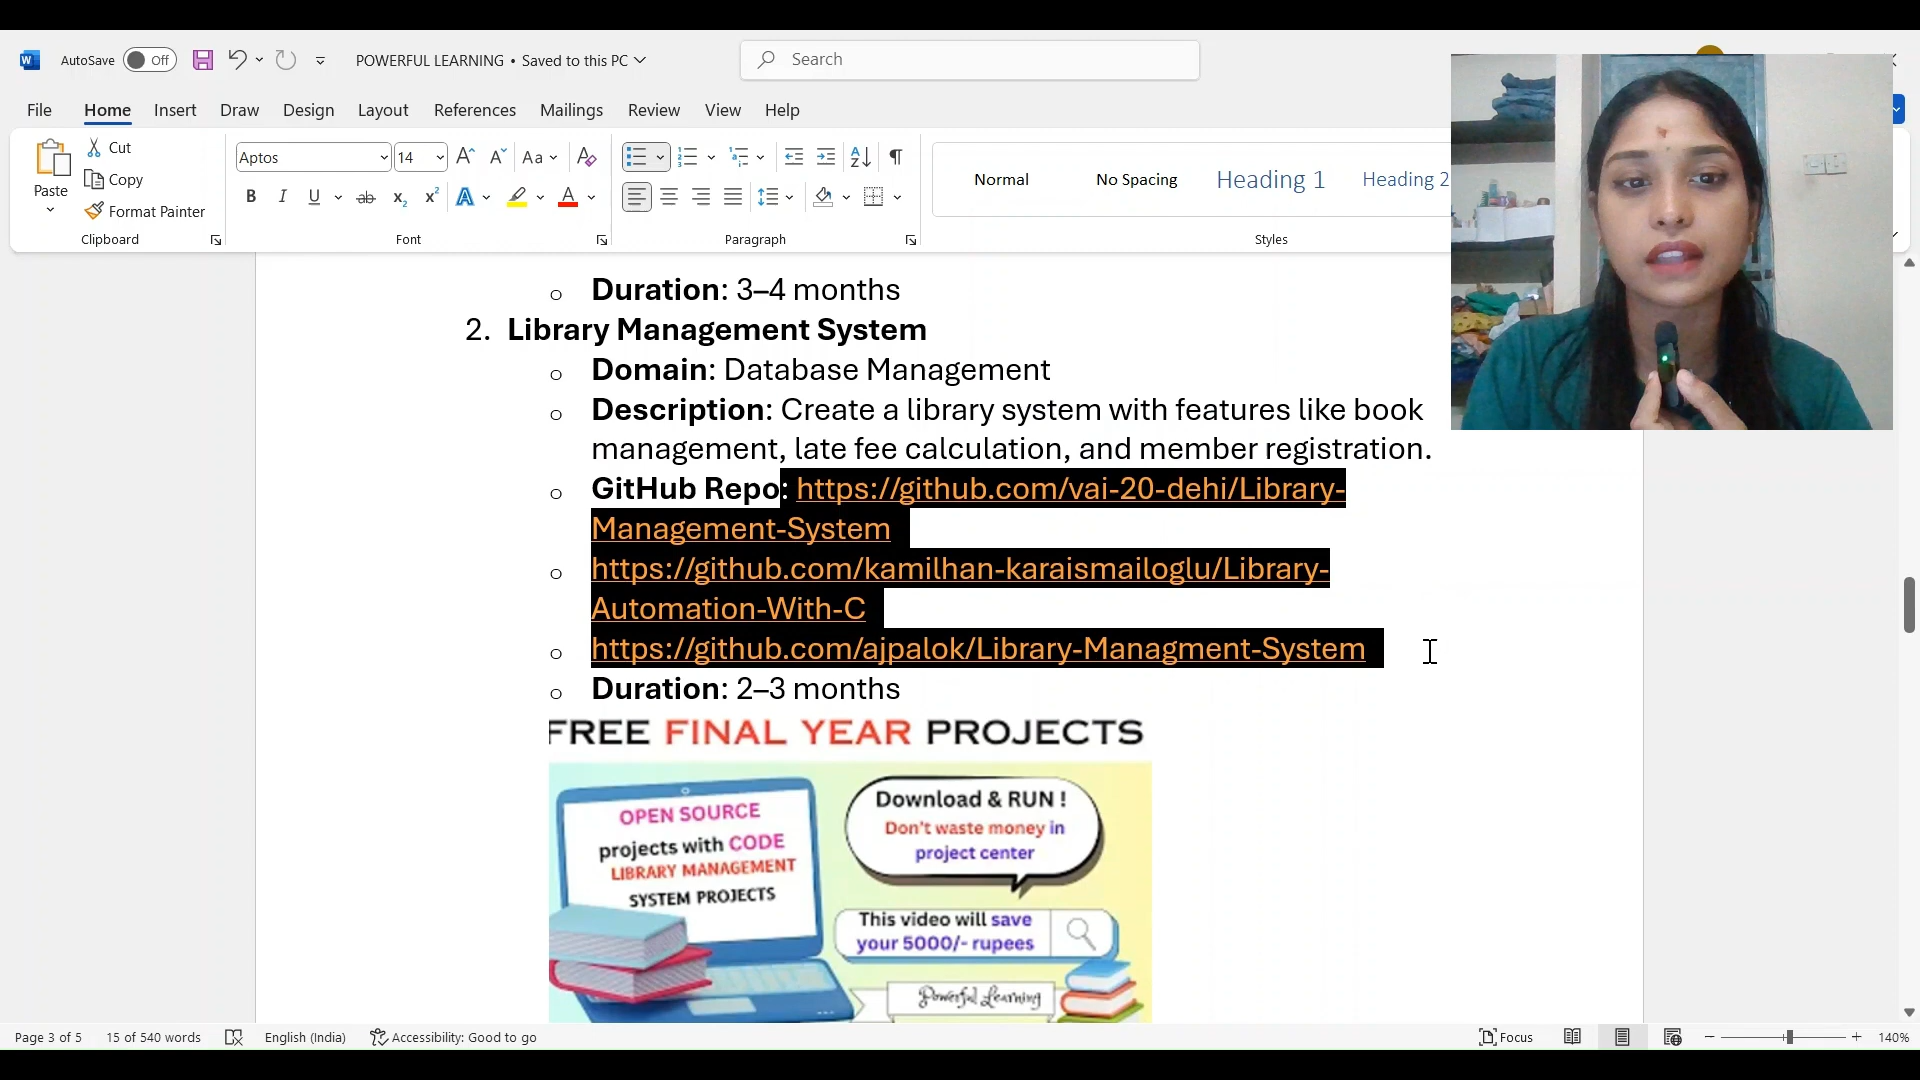 AutoSave Off POWERFUL LEARNING • Saved to this PC Search
File Home Insert Draw Design Layout References Mailings Review View Help
Paste Cut Copy Format Painter
Aptos 14 Aa
B I U ab x₂ x² A A
Normal No Spacing Heading 1 Heading 2
Clipboard Font Paragraph Styles
o Duration: 3–4 months
2. Library Management System
o Domain: Database Management
o Description: Create a library system with features like book
management, late fee calculation, and member registration.
o GitHub Repo: https://github.com/vai-20-dehi/Library-
Management-System
o https://github.com/kamilhan-karaismailoglu/Library-
Automation-With-C
o https://github.com/ajpalok/Library-Managment-System
o Duration: 2–3 months
FREE FINAL YEAR PROJECTS
OPEN SOURCE
projects with CODE
LIBRARY MANAGEMENT
SYSTEM PROJECTS
Download & RUN !
Don't waste money in
project center
This video will save
your 5000/- rupees
Powerful Learning
Page 3 of 5 15 of 540 words English (India) Accessibility: Good to go Focus 140%